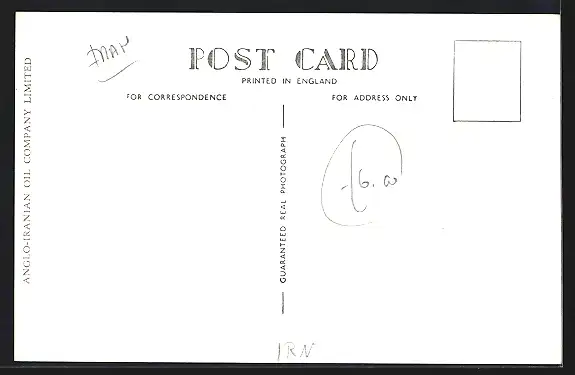 POST CARD
PRINTED IN ENGLAND
FOR CORRESPONDENCE
FOR ADDRESS ONLY
ANGLO-IRANIAN OIL COMPANY LIMITED
GUARANTEED REAL PHOTOGRAPH
IRN